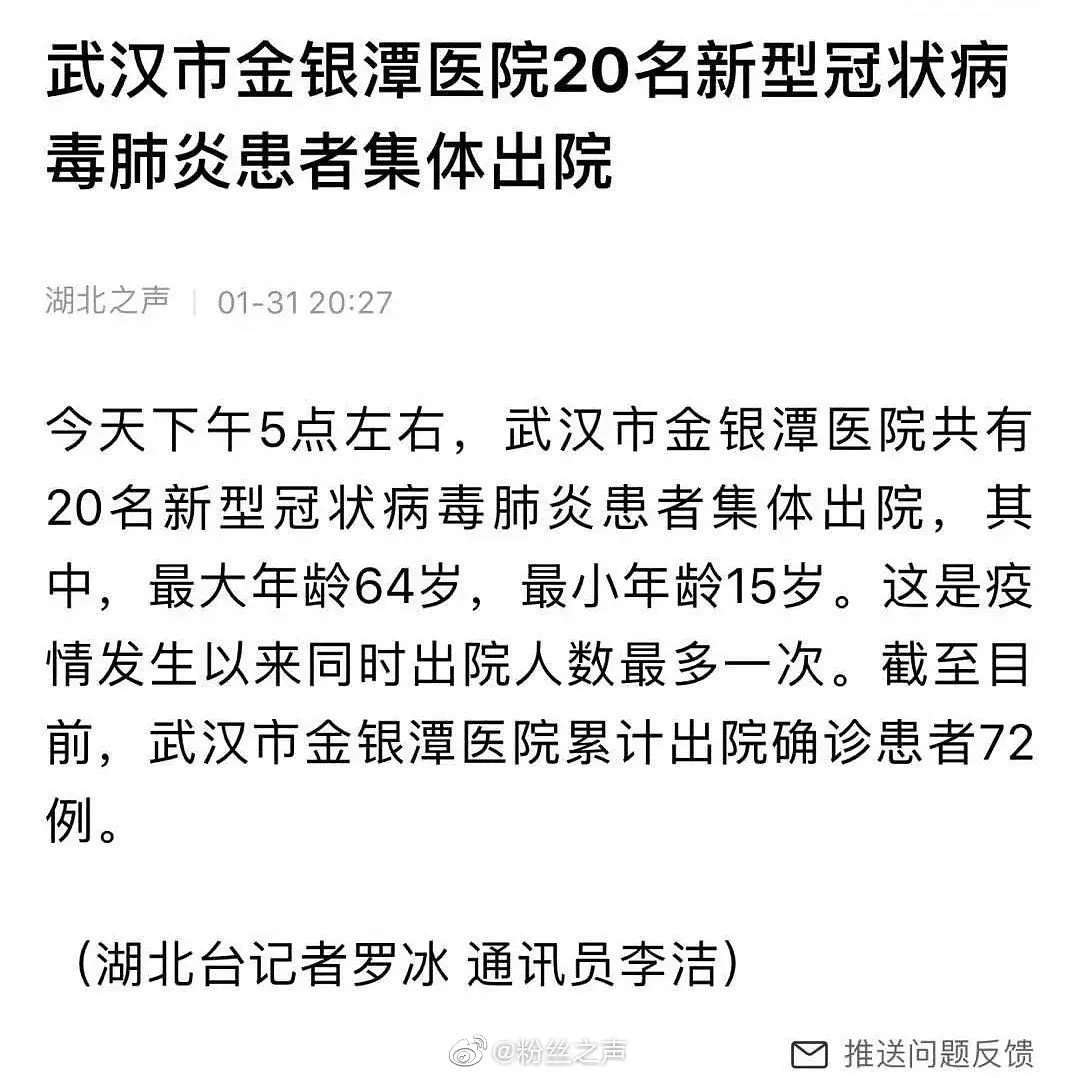 武汉市金银潭医院20名新型冠状病
毒肺炎患者集体出院
湖北之声 | 01-31 20:27
今天下午5点左右，武汉市金银潭医院共有
20名新型冠状病毒肺炎患者集体出院，其
中，最大年龄64岁，最小年龄15岁。这是疫
情发生以来同时出院人数最多一次。截至目
前，武汉市金银潭医院累计出院确诊患者72
例。
（湖北台记者罗冰 通讯员李洁）
@粉丝之声
推送问题反馈